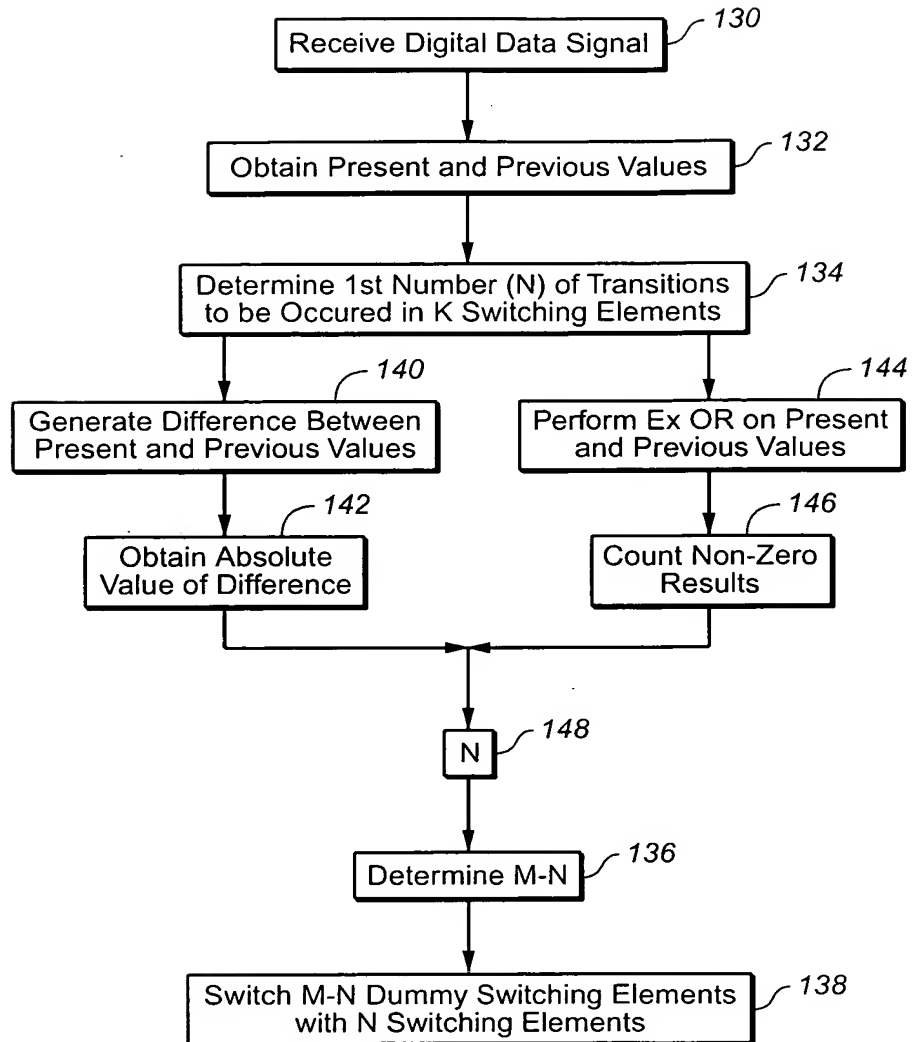 Receive Digital Data Signal
130
Obtain Present and Previous Values
132
Determine 1st Number (N) of Transitions
to be Occured in K Switching Elements
134
140
Generate Difference Between
Present and Previous Values
144
Perform Ex OR on Present
and Previous Values
142
Obtain Absolute
Value of Difference
146
Count Non-Zero
Results
N
148
Determine M-N
136
Switch M-N Dummy Switching Elements
with N Switching Elements
138